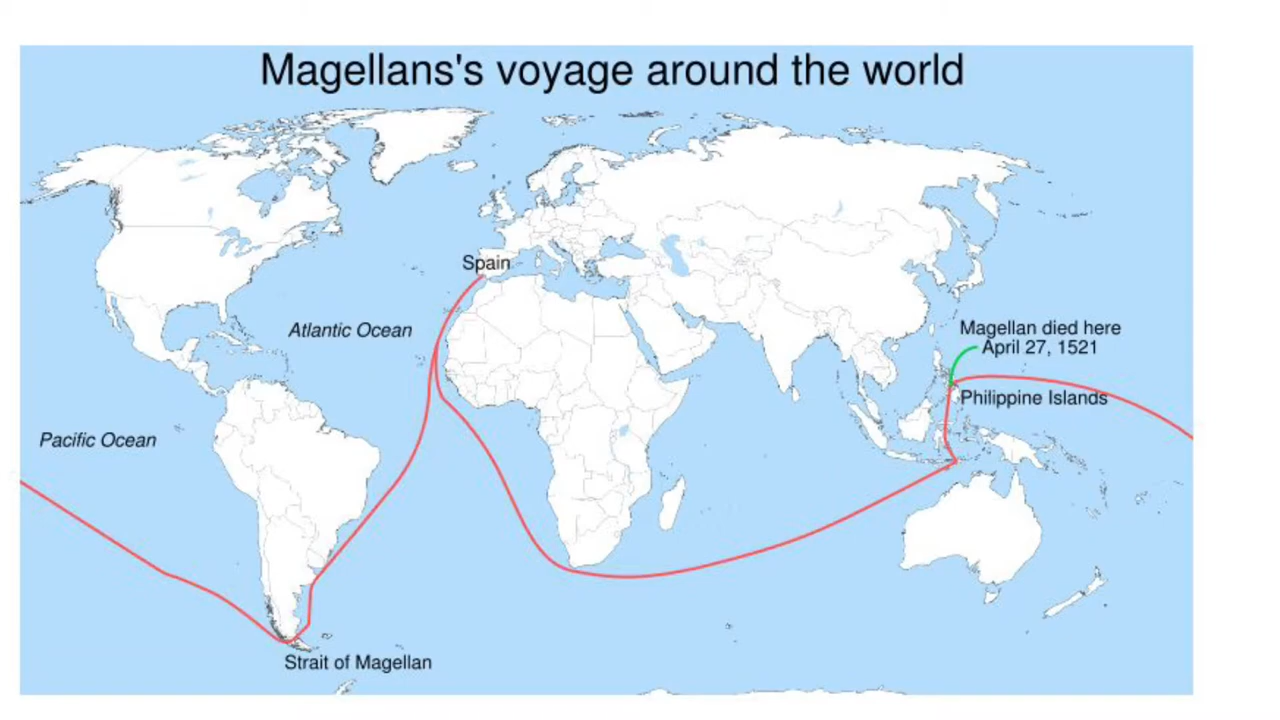 Magellans's voyage around the world
Spain
Atlantic Ocean
Magellan died here
April 27, 1521
Philippine Islands
Pacific Ocean
Strait of Magellan